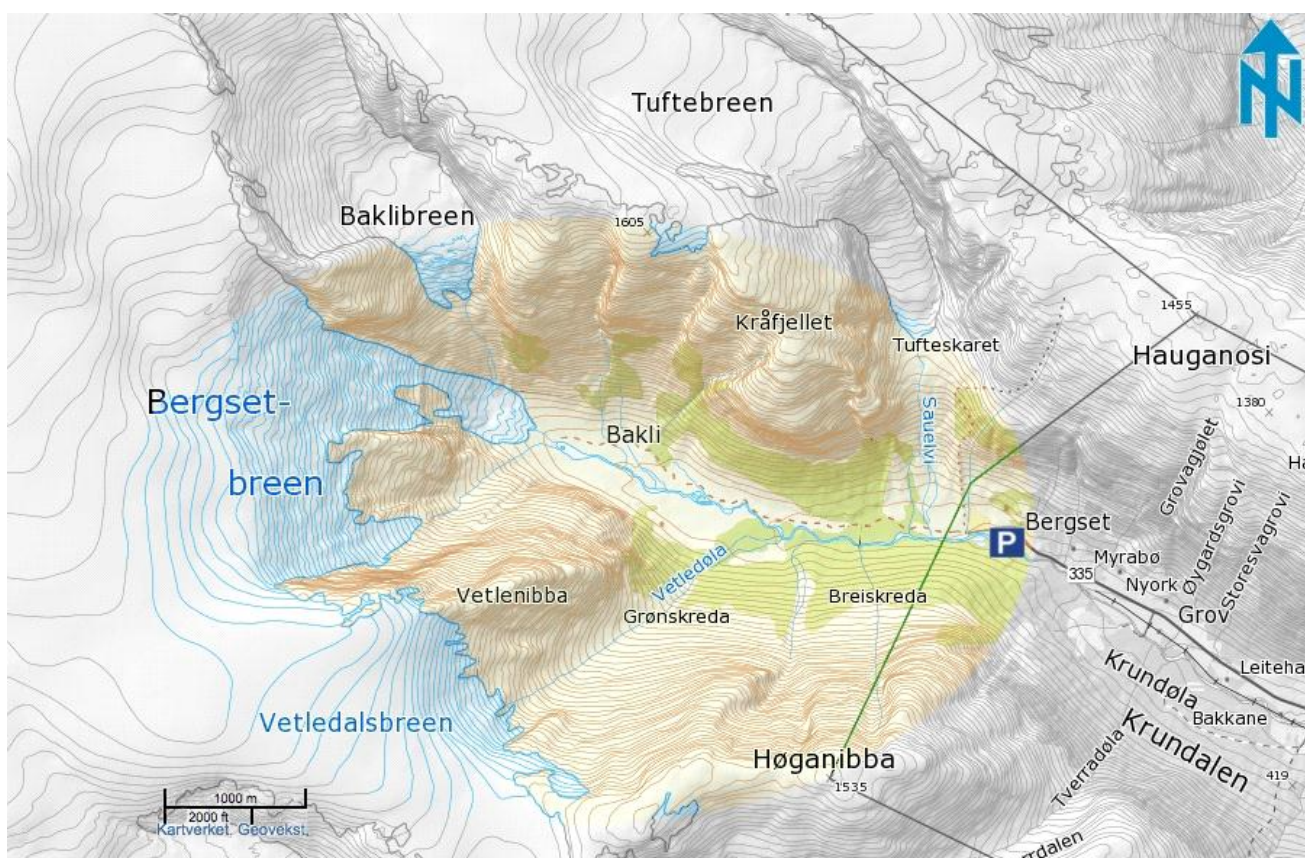 N
Tuftebreen
Baklibreen
1605
1455
Kråfjellet
Tufteskaret
Hauganosi
Bergset-
breen
1380
Bakli
Sauelvi
Grovagjølet
Øygardsgrovi
Storesvagrovi
Bergset
P
Myrabø
335
Nyork
Vetledøla
Vetlenibba
Breiskreda
Grønskreda
Grov
Leiteha
Krundøla
Bakkane
Vetledalsbreen
Krundalen
Høganibba
Tverradøla
419
1535
1000 m
2000 ft
Kartverket, Geovekst,